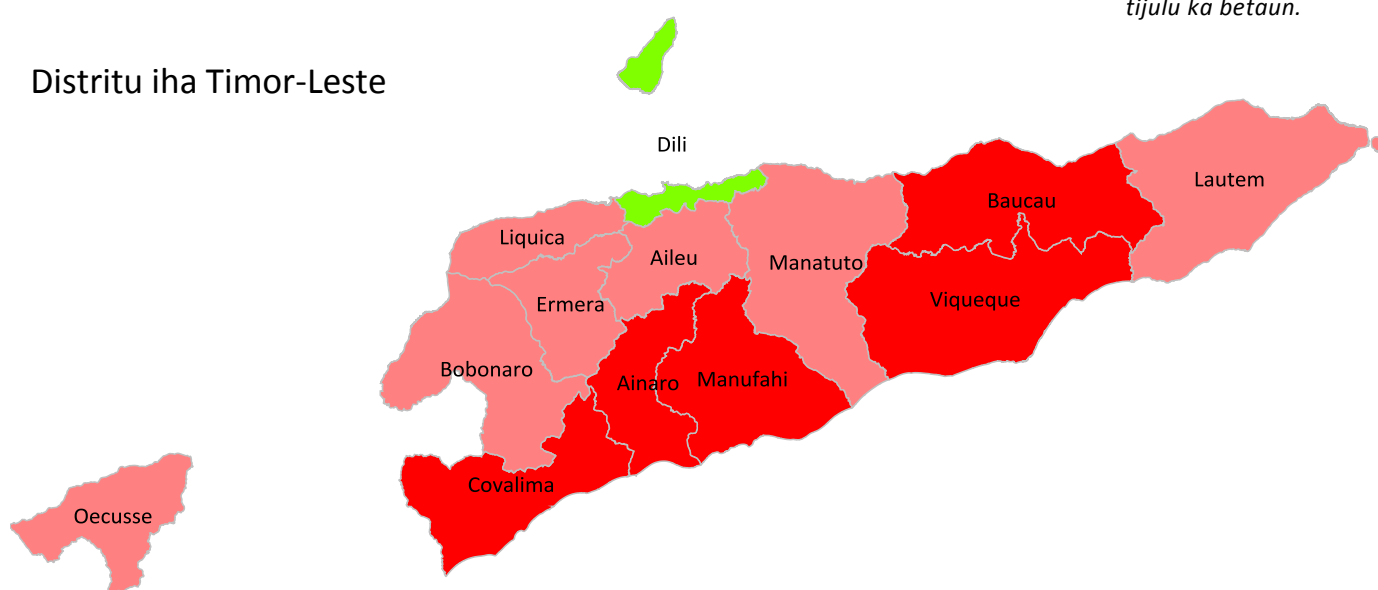 tijulu ka betaun.
Distritu iha Timor-Leste
Dili
Lautem
Baucau
Liquica
Aileu
Manatuto
Viqueque
Ermera
Bobonaro
Ainaro
Manufahi
Covalima
Oecusse